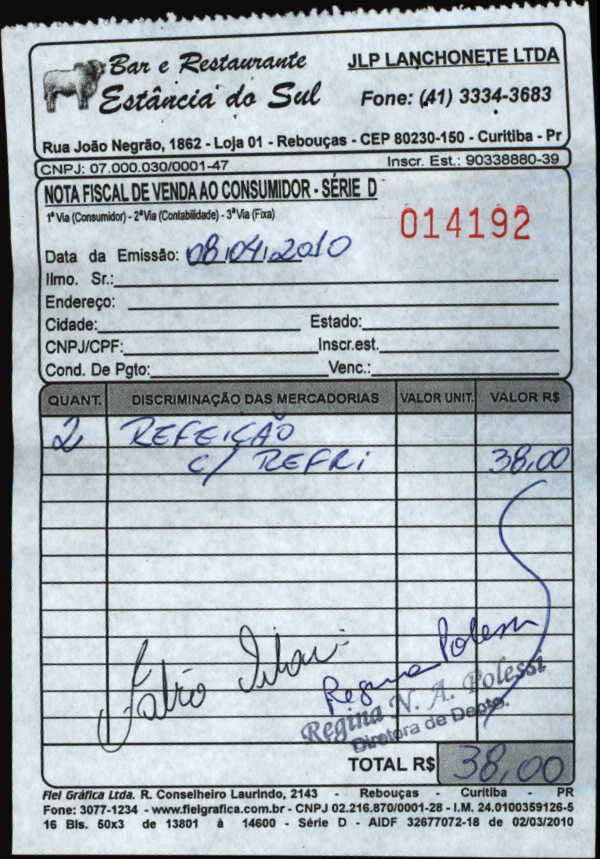 Bar e Restaurante
Estância do Sul
JLP LANCHONETE LTDA
Fone: (41) 3334-3683
Rua João Negrão, 1862 - Loja 01 - Rebouças - CEP 80230-150 - Curitiba - Pr
CNPJ: 07.000.030/0001-47 Inscr. Est.: 90338880-39
NOTA FISCAL DE VENDA AO CONSUMIDOR - SÉRIE D
1ª Via (Consumidor) - 2ª Via (Contabilidade) - 3ª Via (Fixa)
014192
Data da Emissão: 08/04/2010
Ilmo. Sr.:
Endereço:
Cidade: Estado:
CNPJ/CPF: Inscr.est.
Cond. De Pgto: Venc.:
QUANT. DISCRIMINAÇÃO DAS MERCADORIAS VALOR UNIT. VALOR R$
2 REFEIÇÃO
C/ REFRI 38,00
Fabio
Regina Polessi
Regina N. A. Polessi
Diretora de Depto.
TOTAL R$ 38,00
Fiel Gráfica Ltda. R. Conselheiro Laurindo, 2143 - Rebouças - Curitiba - PR
Fone: 3077-1234 - www.fielgrafica.com.br - CNPJ 02.216.870/0001-28 - I.M. 24.0100359126-5
16 Bls. 50x3 de 13801 à 14600 - Série D - AIDF 32677072-18 de 02/03/2010